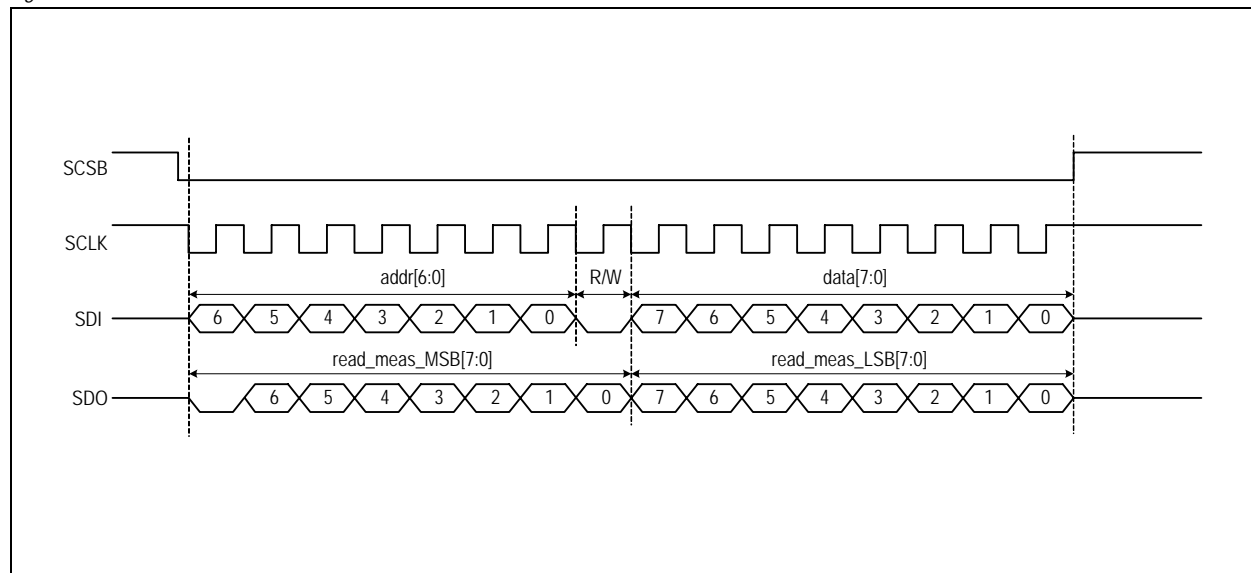 SCSB
SCLK
addr[6:0] R/W data[7:0]
SDI 6 5 4 3 2 1 0 7 6 5 4 3 2 1 0
read_meas_MSB[7:0] read_meas_LSB[7:0]
SDO 6 5 4 3 2 1 0 7 6 5 4 3 2 1 0